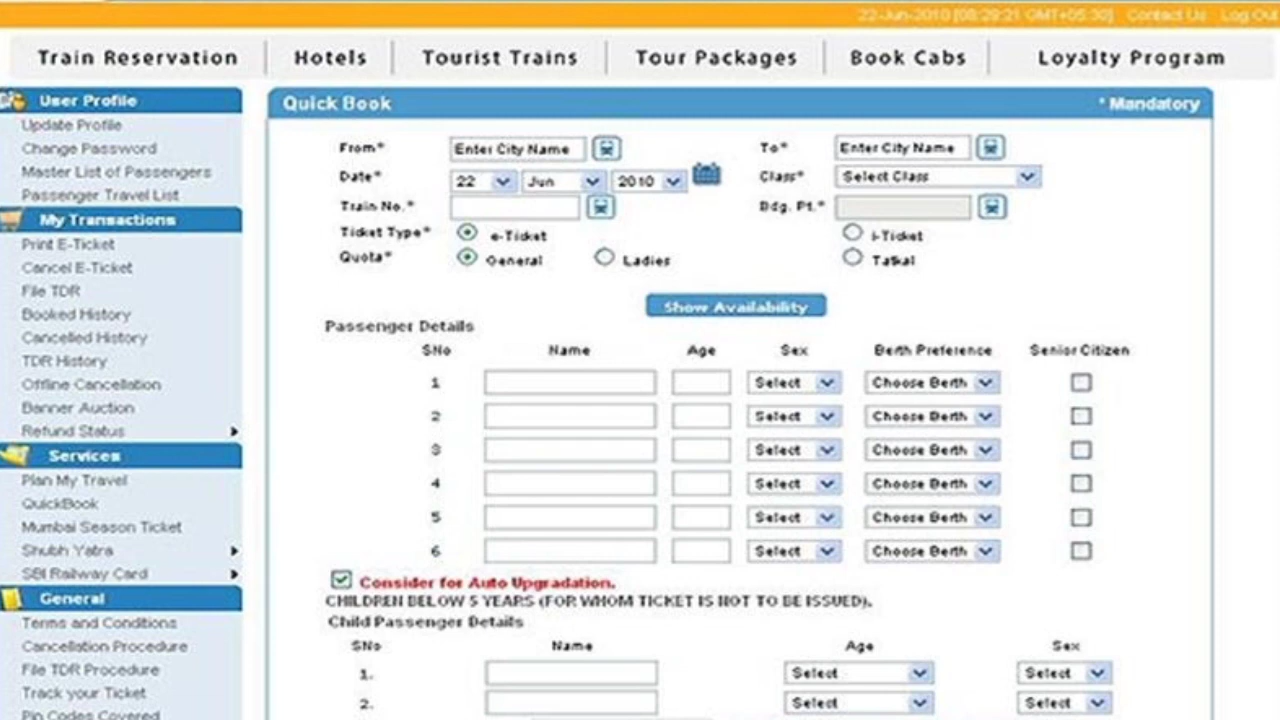 22-Jun-2010 [08:29:21 GMT+05:30] Contact Us Log Out
Train Reservation Hotels Tourist Trains Tour Packages Book Cabs Loyalty Program
User Profile
Update Profile
Change Password
Master List of Passengers
Passenger Travel List
My Transactions
Print E-Ticket
Cancel E-Ticket
File TDR
Booked History
Cancelled History
TDR History
Offline Cancellation
Banner Auction
Refund Status
Services
Plan My Travel
QuickBook
Mumbai Season Ticket
Shubh Yatra
SBI Railway Card
General
Terms and Conditions
Cancellation Procedure
File TDR Procedure
Track your Ticket
Pin Codes Covered
Quick Book * Mandatory
From* Enter City Name To* Enter City Name
Date* 22 Jun 2010 Class* Select Class
Train No.* Bdg. Pt.*
Ticket Type* e-Ticket i-Ticket
Quota* General Ladies Tatkal
Show Availability
Passenger Details
SNo Name Age Sex Berth Preference Senior Citizen
1 Select Choose Berth
2 Select Choose Berth
3 Select Choose Berth
4 Select Choose Berth
5 Select Choose Berth
6 Select Choose Berth
Consider for Auto Upgradation.
CHILDREN BELOW 5 YEARS (FOR WHOM TICKET IS NOT TO BE ISSUED).
Child Passenger Details
SNo Name Age Sex
1. Select Select
2. Select Select